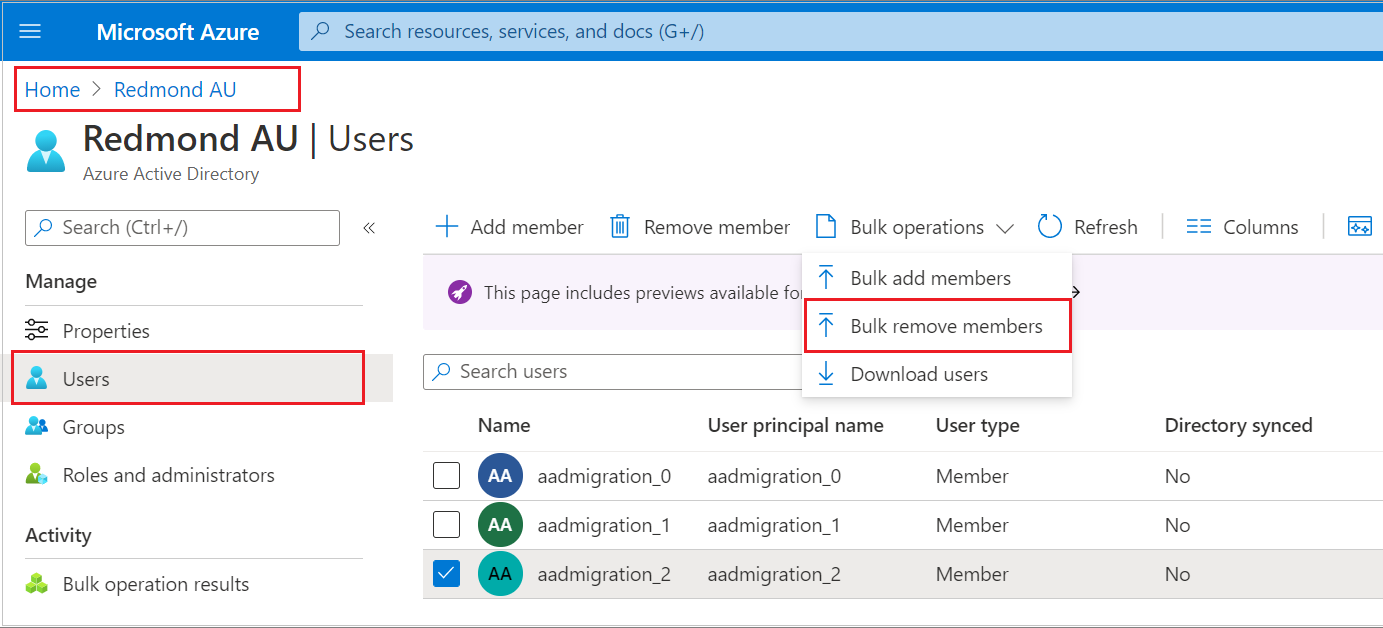 Microsoft Azure
Search resources, services, and docs (G+/)
Home > Redmond AU
Redmond AU | Users
Azure Active Directory
Search (Ctrl+/)
«
Manage
Properties
Users
Groups
Roles and administrators
Activity
Bulk operation results
Add member
Remove member
Bulk operations
Refresh
Columns
Bulk add members
Bulk remove members
Download users
This page includes previews available for
Search users
Name User principal name User type Directory synced
AA aadmigration_0 aadmigration_0 Member No
AA aadmigration_1 aadmigration_1 Member No
AA aadmigration_2 aadmigration_2 Member No